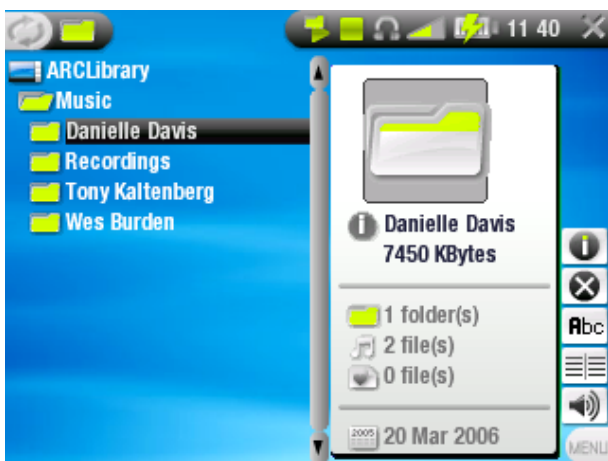 11 40
ARCLibrary
Music
Danielle Davis
Recordings
Tony Kaltenberg
Wes Burden
Danielle Davis
7450 KBytes
1 folder(s)
2 file(s)
0 file(s)
2005
20 Mar 2006
Abc
MENU